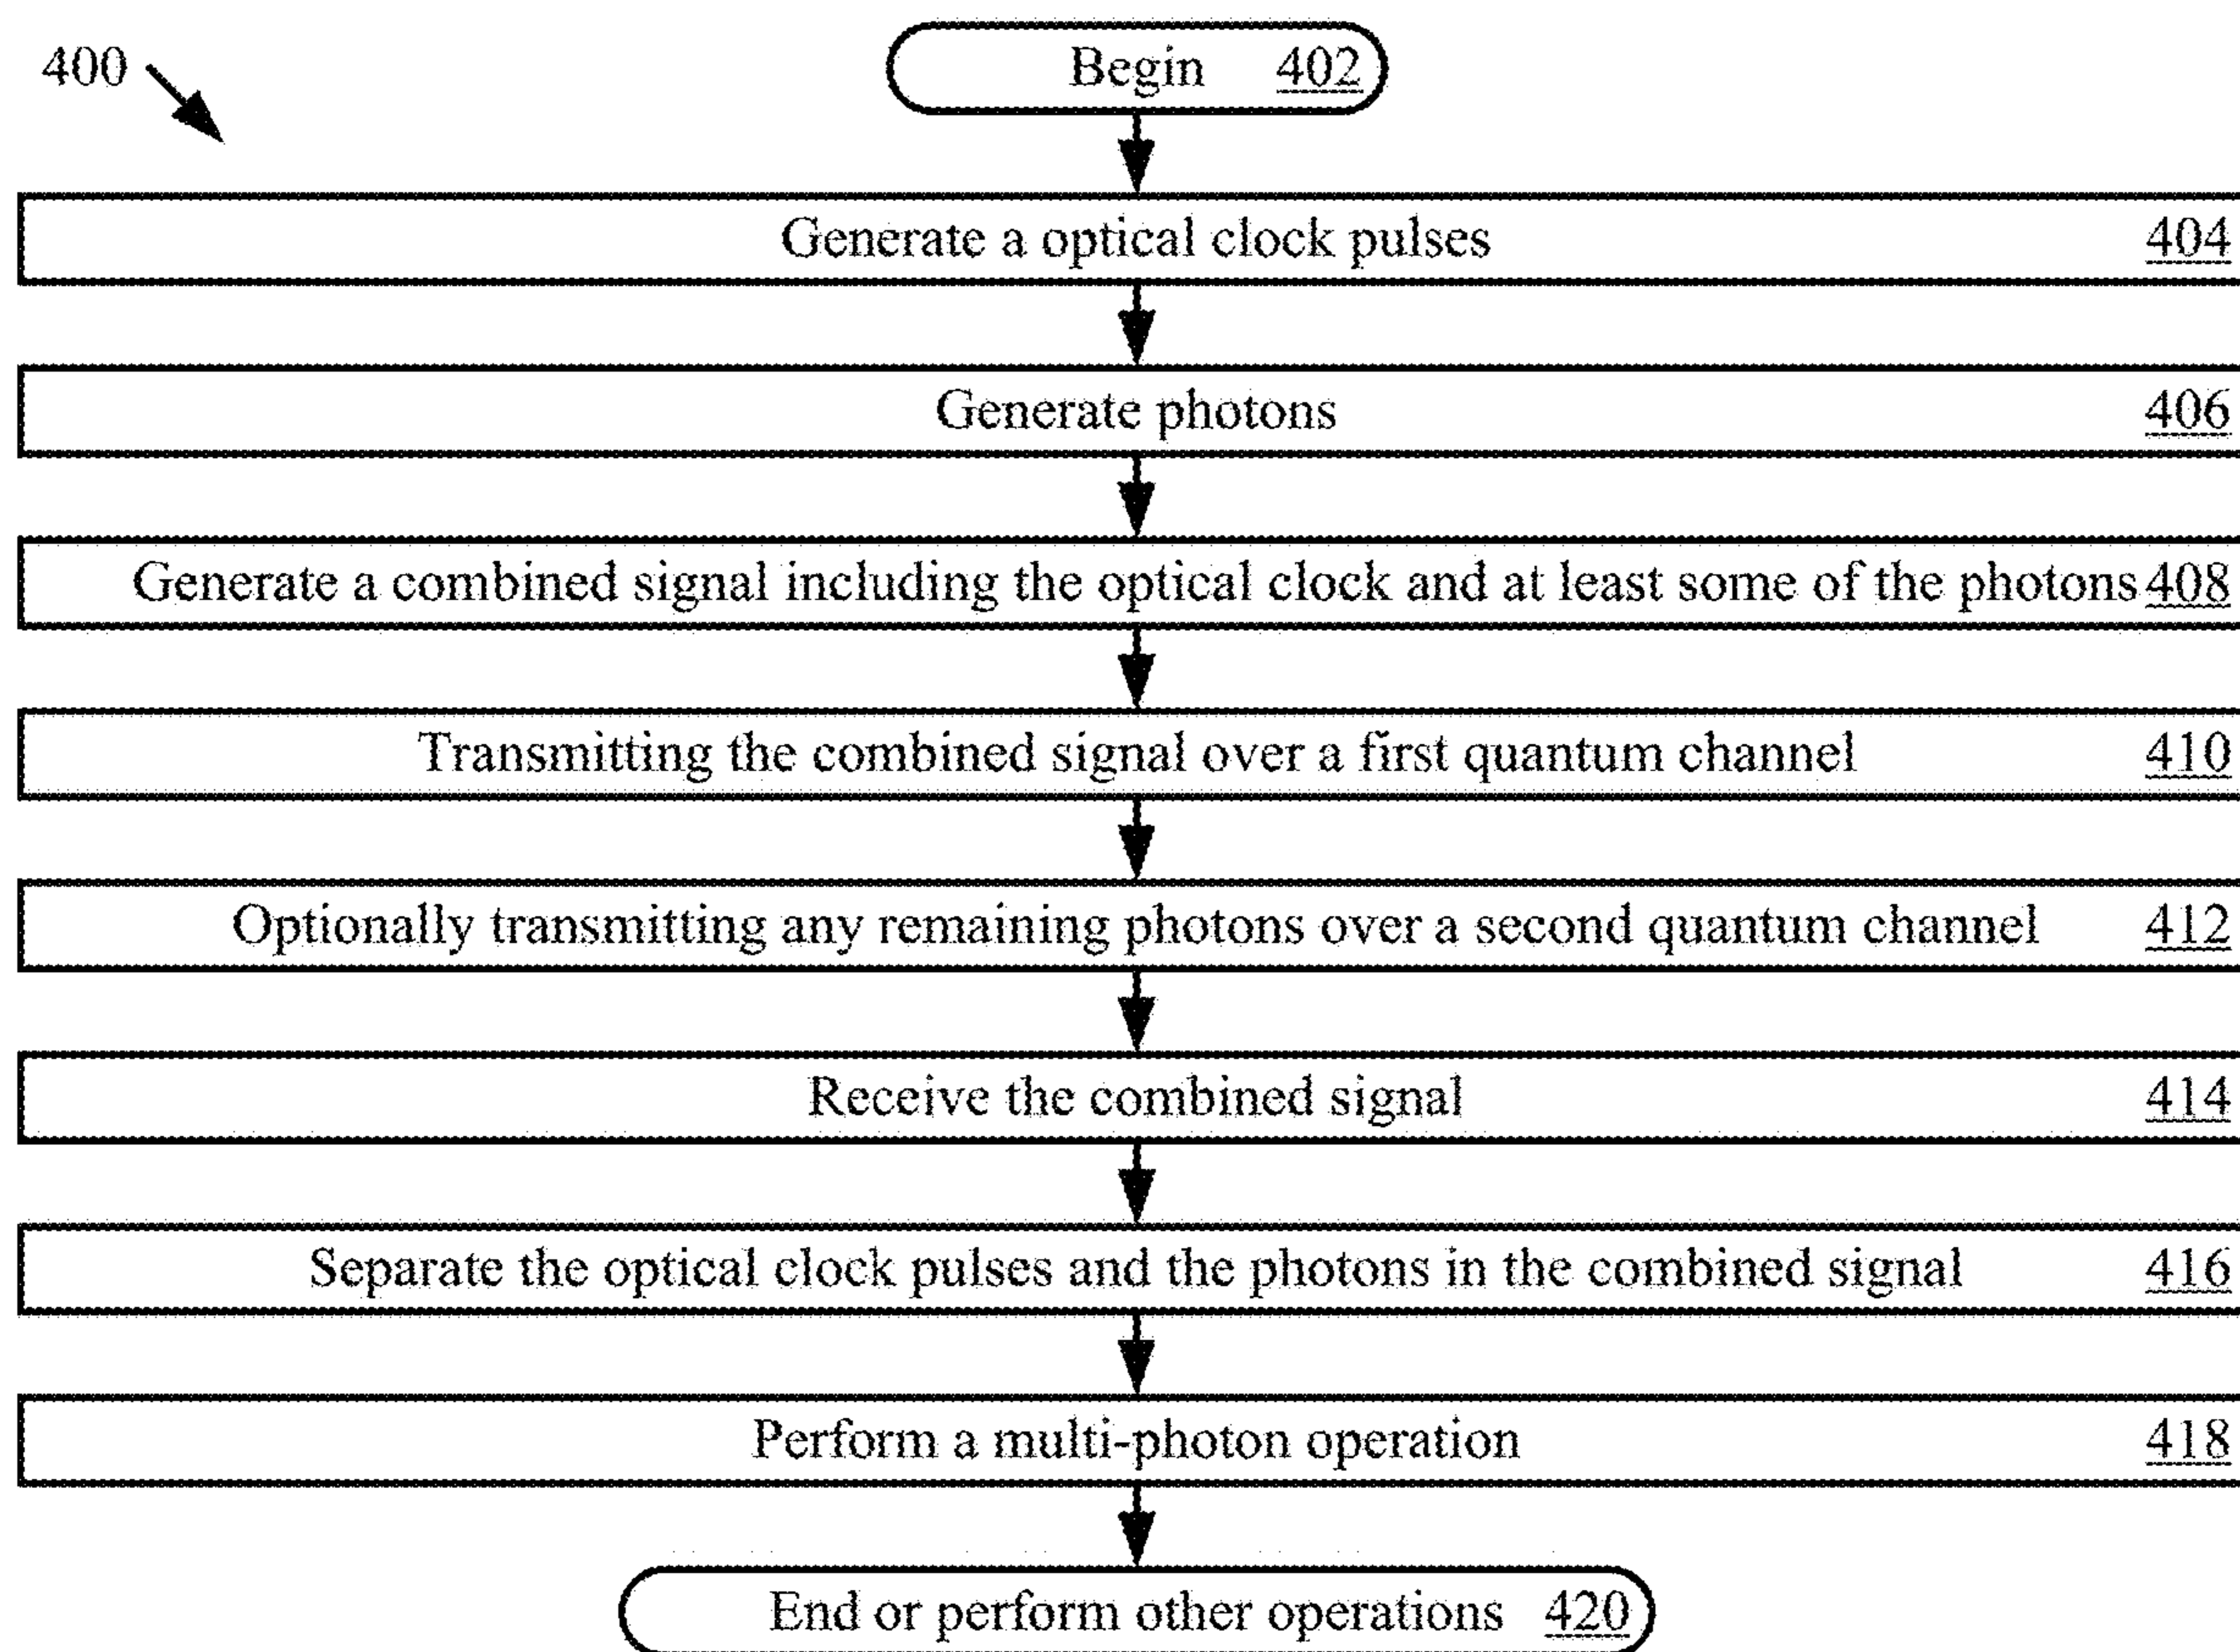 400
Begin 402
Generate a optical clock pulses 404
Generate photons 406
Generate a combined signal including the optical clock and at least some of the photons 408
Transmitting the combined signal over a first quantum channel 410
Optionally transmitting any remaining photons over a second quantum channel 412
Receive the combined signal 414
Separate the optical clock pulses and the photons in the combined signal 416
Perform a multi-photon operation 418
End or perform other operations 420